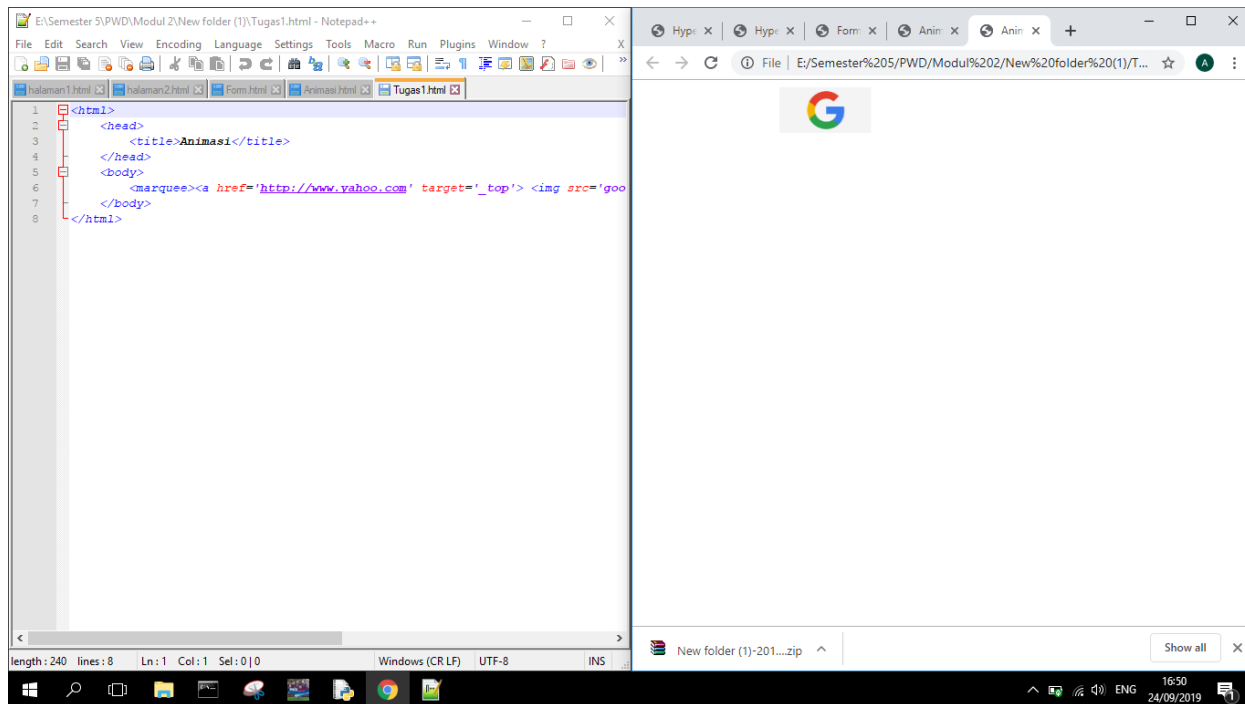 E:\Semester 5\PWD\Modul 2\New folder (1)\Tugas1.html - Notepad++
File Edit Search View Encoding Language Settings Tools Macro Run Plugins Window ? X
halaman1.html halaman2.html Form.html Animasi.html Tugas1.html
1 <html>
2 <head>
3 <title>Animasi</title>
4 </head>
5 <body>
6 <marquee><a href='http://www.yahoo.com' target='_top'> <img src='goo
7 </body>
8 </html>
length : 240 lines : 8 Ln : 1 Col : 1 Sel : 0 | 0 Windows (CR LF) UTF-8 INS
Hype Hype Form Anim Anim
File E:/Semester%205/PWD/Modul%202/New%20folder%20(1)/T... A
G
New folder (1)-201....zip Show all
ENG 16:50
24/09/2019 1